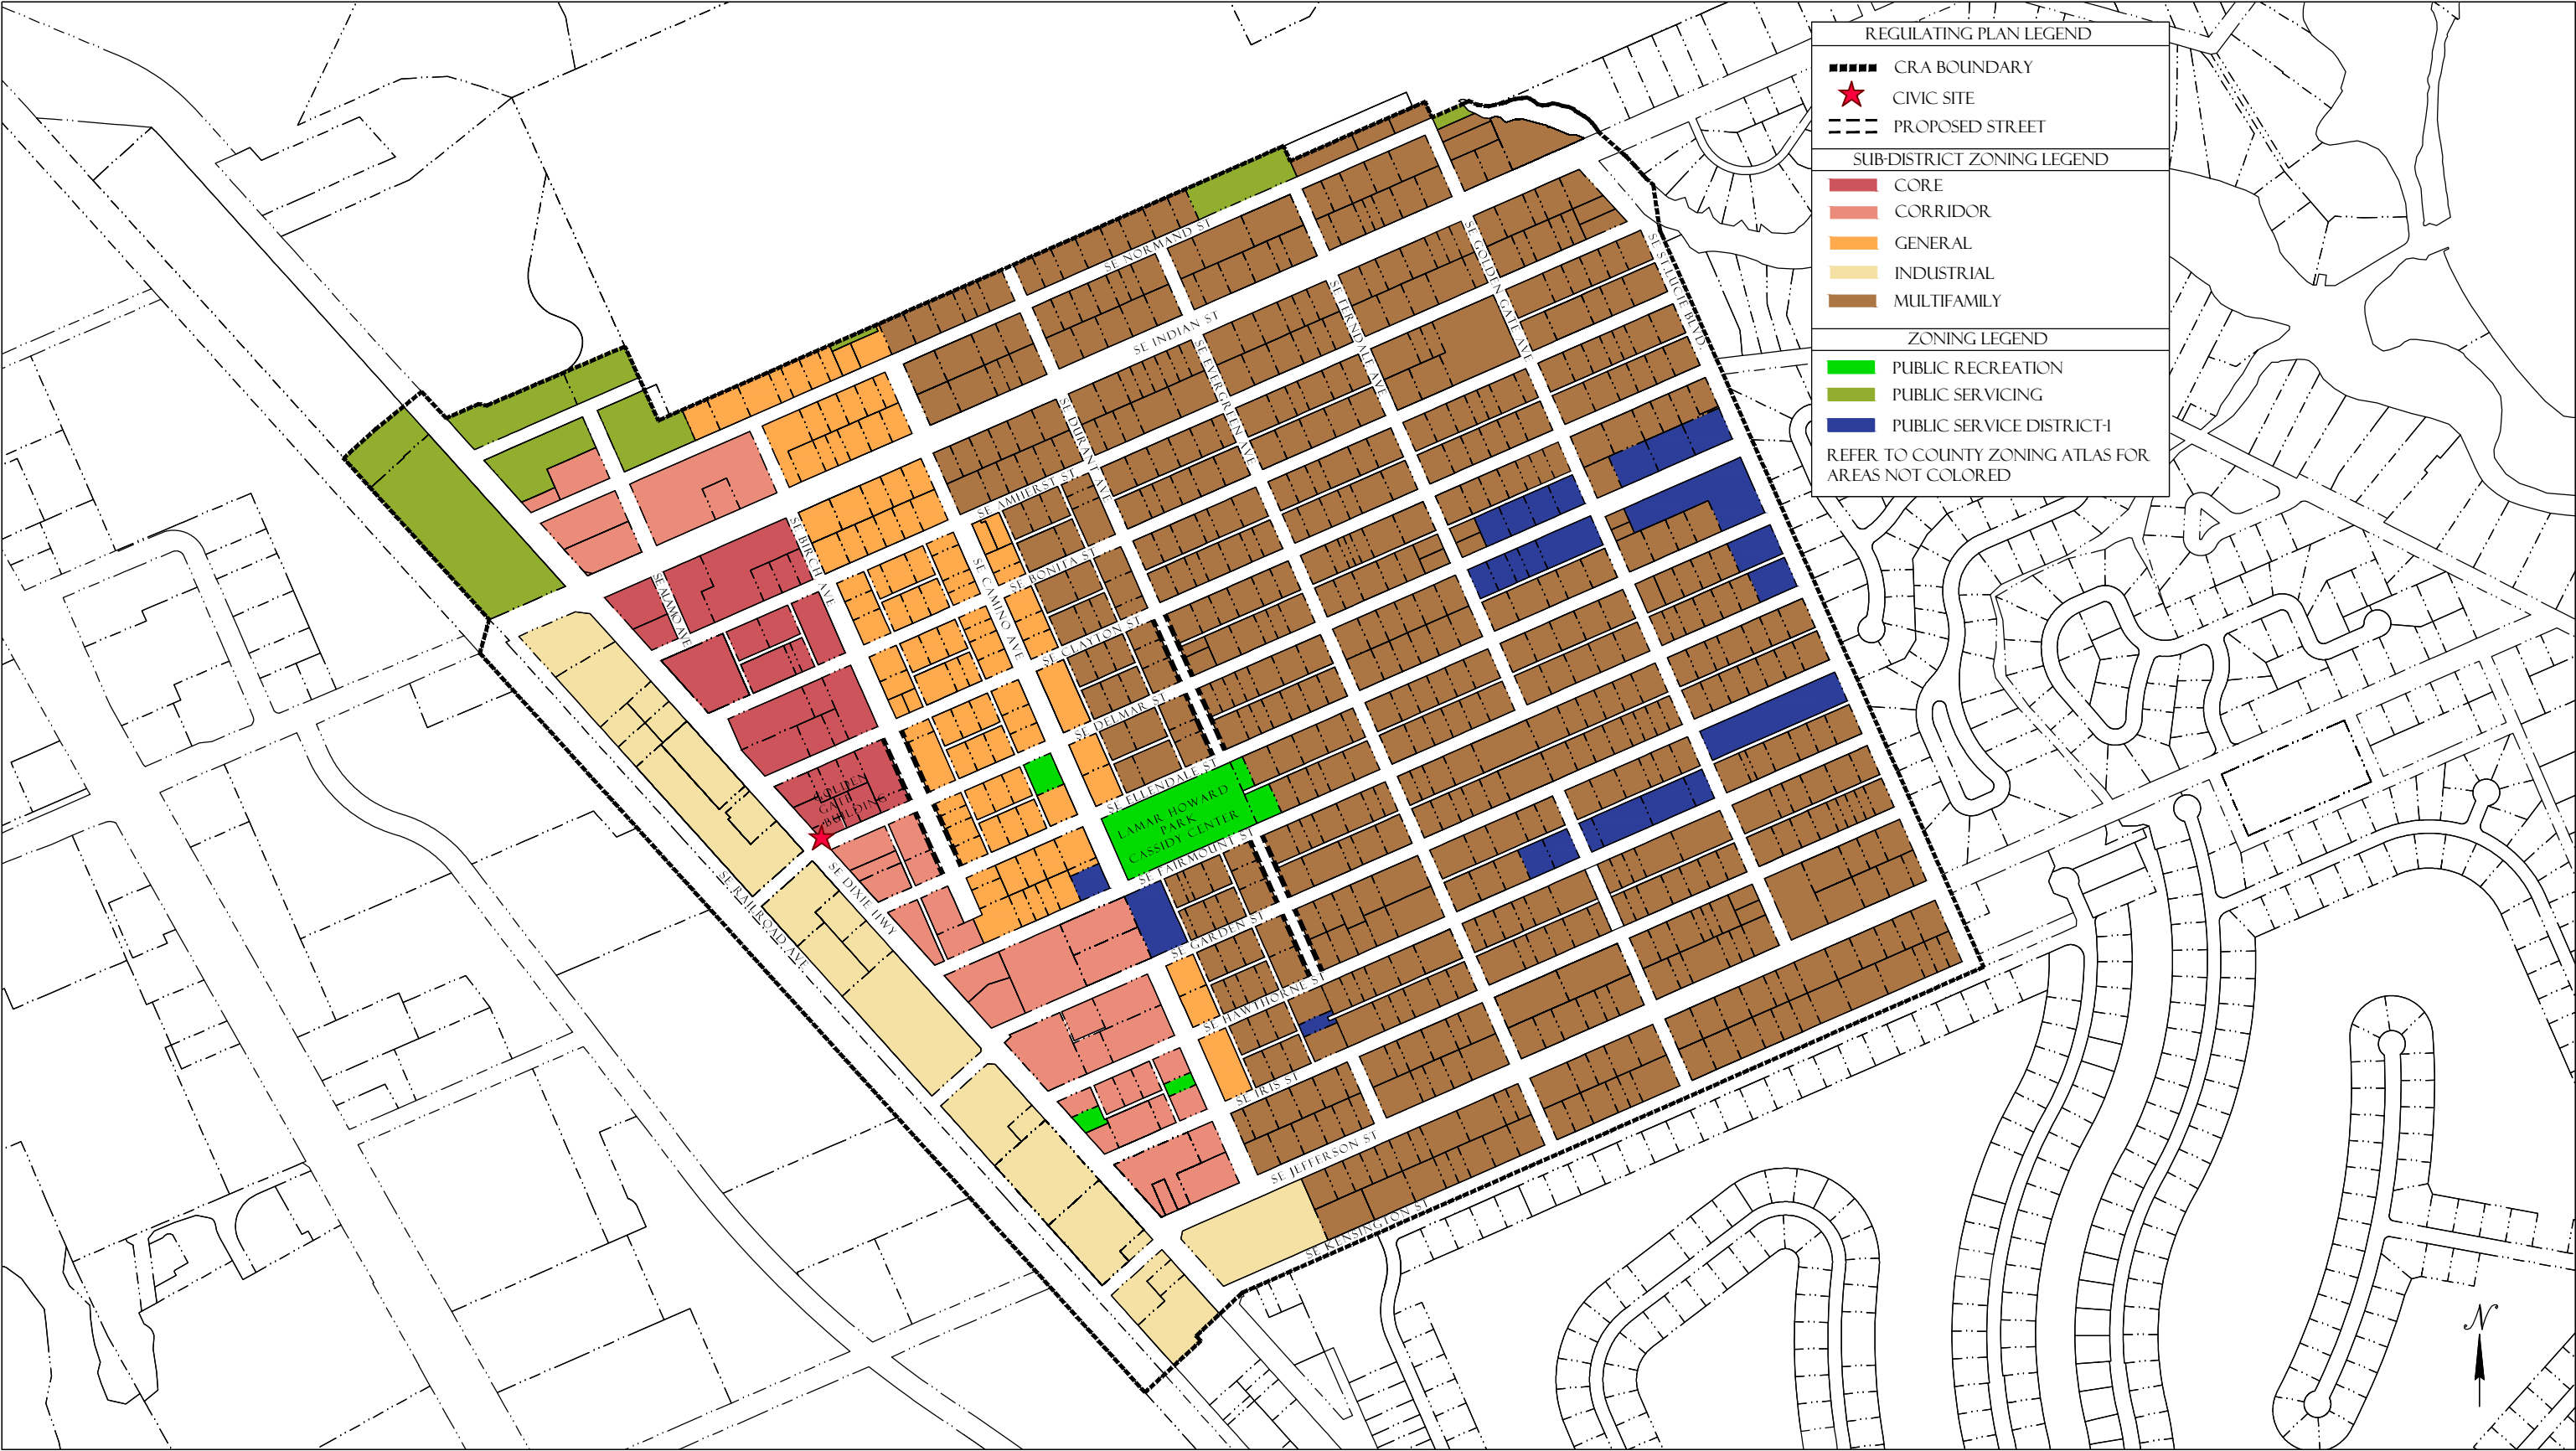 REGULATING PLAN LEGEND
CRA BOUNDARY
CIVIC SITE
PROPOSED STREET
SUB-DISTRICT ZONING LEGEND
CORE
CORRIDOR
GENERAL
INDUSTRIAL
MULTIFAMILY
ZONING LEGEND
PUBLIC RECREATION
PUBLIC SERVICING
PUBLIC SERVICE DISTRICT-1
REFER TO COUNTY ZONING ATLAS FOR
AREAS NOT COLORED
SE NORMAND ST
SE INDIAN ST
SE GOLDEN GATE AVE
SE ST LUCIE BLVD.
SE FERNDALE AVE
SE EVERGREEN AVE
SE DURANT AVE
SE AMHERST ST
SE BIRCH AVE
SE ALAMO AVE
SE CAMINO AVE
SE BONITA ST
SE CLAYTON ST
SE DELMAR ST
SE ELLENDALE ST
GOLDEN
GATE
BUILDING
LAMAR HOWARD
PARK
CASSIDY CENTER
SE FAIRMOUNT ST
SE DIXIE HWY
SE RAILROAD AVE
SE GARDEN ST
SE HAWTHORNE ST
SE IRIS ST
SE JEFFERSON ST
SE KENSINGTON ST
N